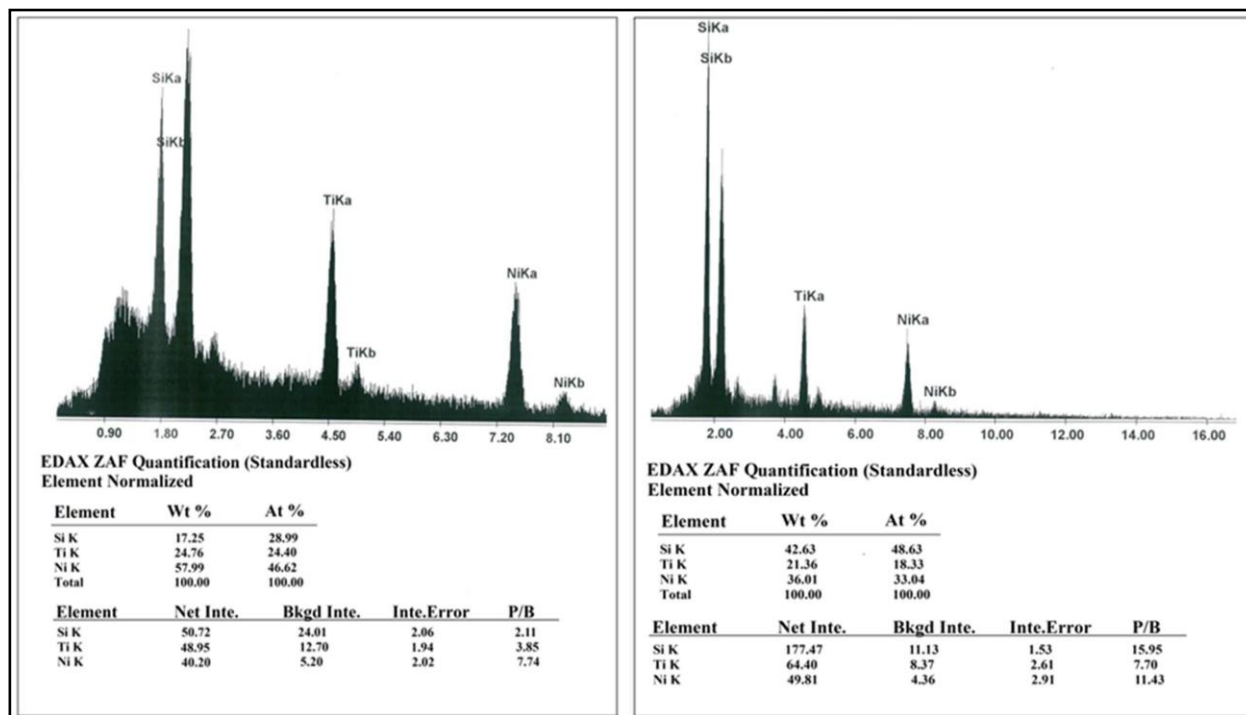 SiKa
SiKb
TiKa
TiKb
NiKa
NiKb
0.90 1.80 2.70 3.60 4.50 5.40 6.30 7.20 8.10
EDAX ZAF Quantification (Standardless)
Element Normalized
Element Wt % At %
Si K 17.25 28.99
Ti K 24.76 24.40
Ni K 57.99 46.62
Total 100.00 100.00
Element Net Inte. Bkgd Inte. Inte.Error P/B
Si K 50.72 24.01 2.06 2.11
Ti K 48.95 12.70 1.94 3.85
Ni K 40.20 5.20 2.02 7.74
SiKa
SiKb
TiKa
NiKa
NiKb
2.00 4.00 6.00 8.00 10.00 12.00 14.00 16.00
EDAX ZAF Quantification (Standardless)
Element Normalized
Element Wt % At %
Si K 42.63 48.63
Ti K 21.36 18.33
Ni K 36.01 33.04
Total 100.00 100.00
Element Net Inte. Bkgd Inte. Inte.Error P/B
Si K 177.47 11.13 1.53 15.95
Ti K 64.40 8.37 2.61 7.70
Ni K 49.81 4.36 2.91 11.43